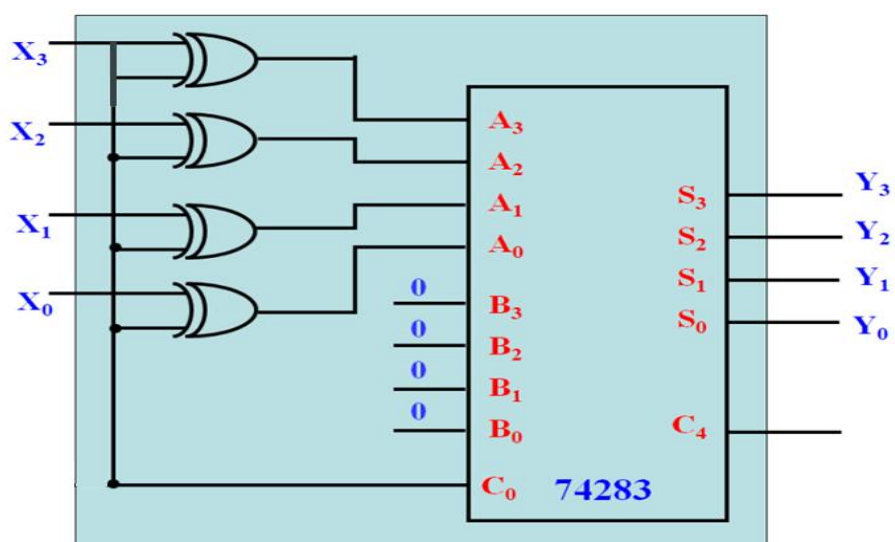 X₃
X₂
X₁
X₀
A₃
A₂
A₁
A₀
0 B₃
0 B₂
0 B₁
0 B₀
C₀ 74283
S₃ Y₃
S₂ Y₂
S₁ Y₁
S₀ Y₀
C₄